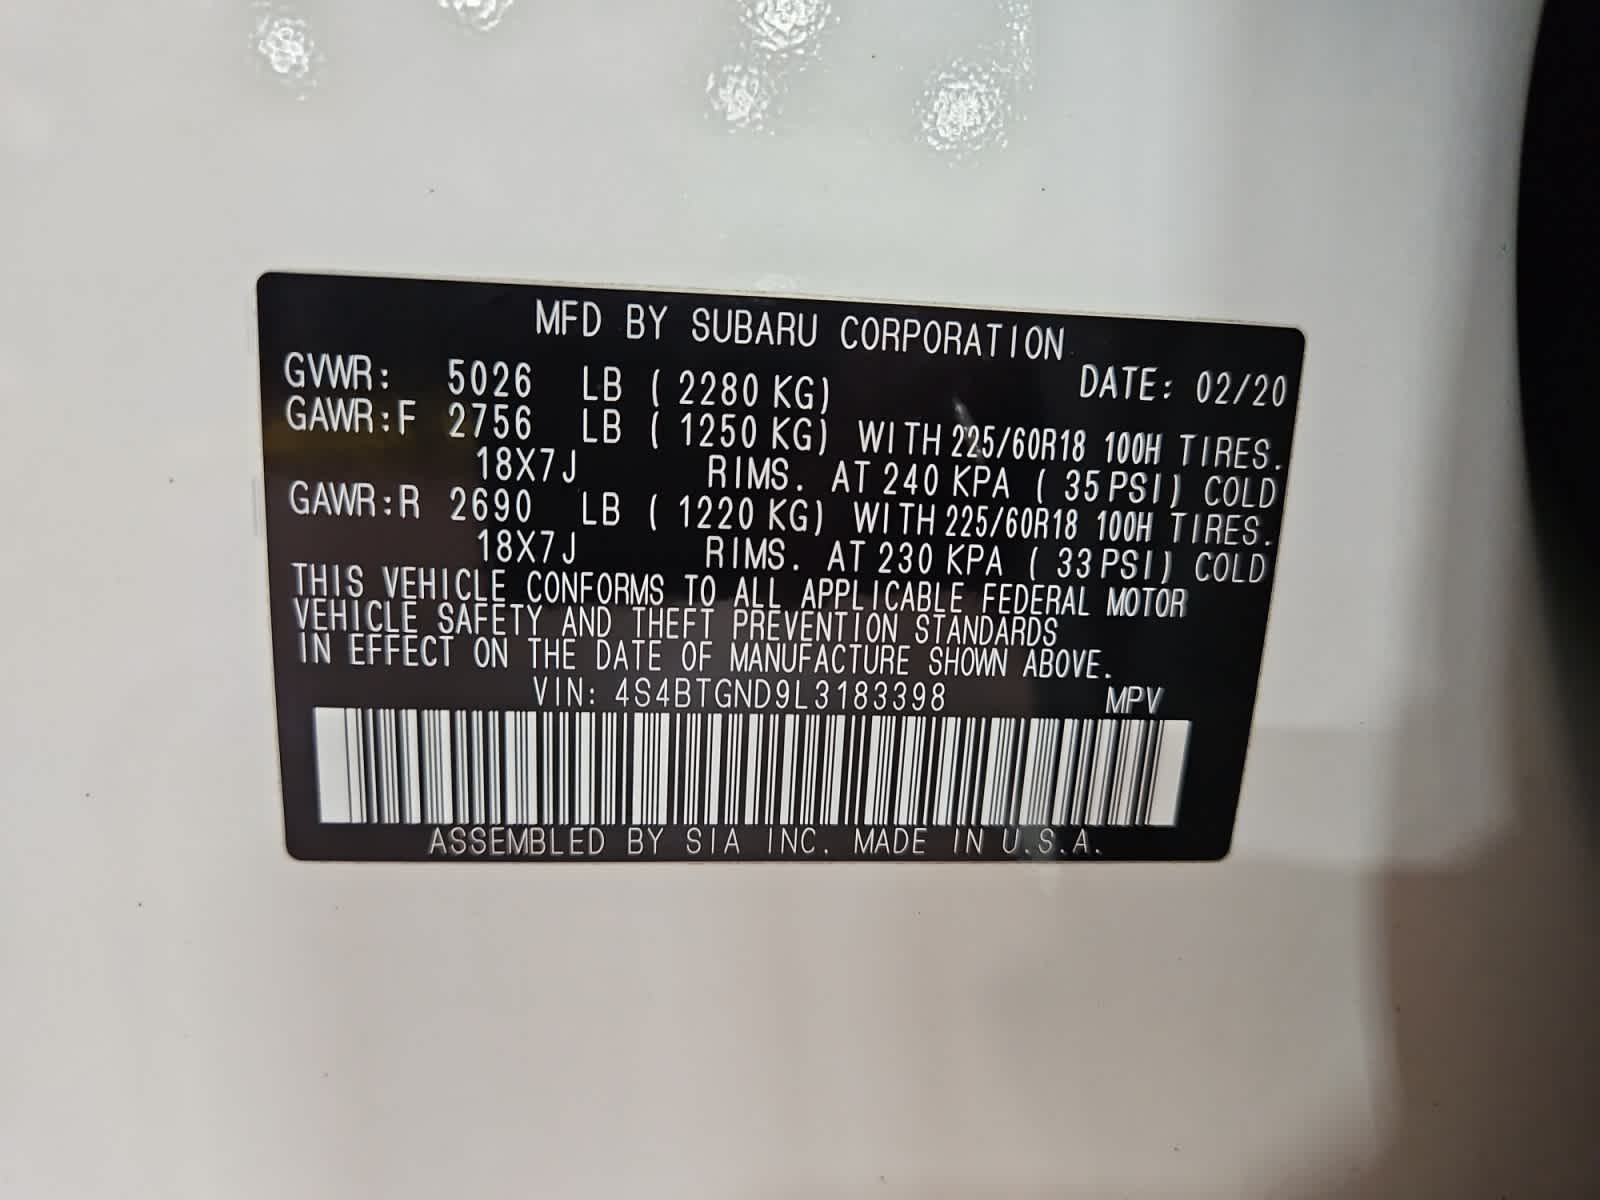 MFD BY SUBARU CORPORATION
GVWR: 5026 LB ( 2280 KG) DATE: 02/20
GAWR:F 2756 LB ( 1250 KG) WITH 225/60R18 100H TIRES.
18X7J RIMS. AT 240 KPA ( 35 PSI) COLD
GAWR:R 2690 LB ( 1220 KG) WITH 225/60R18 100H TIRES.
18X7J RIMS. AT 230 KPA ( 33 PSI) COLD
THIS VEHICLE CONFORMS TO ALL APPLICABLE FEDERAL MOTOR
VEHICLE SAFETY AND THEFT PREVENTION STANDARDS
IN EFFECT ON THE DATE OF MANUFACTURE SHOWN ABOVE.
VIN: 4S4BTGND9L3183398 MPV
ASSEMBLED BY SIA INC. MADE IN U.S.A.